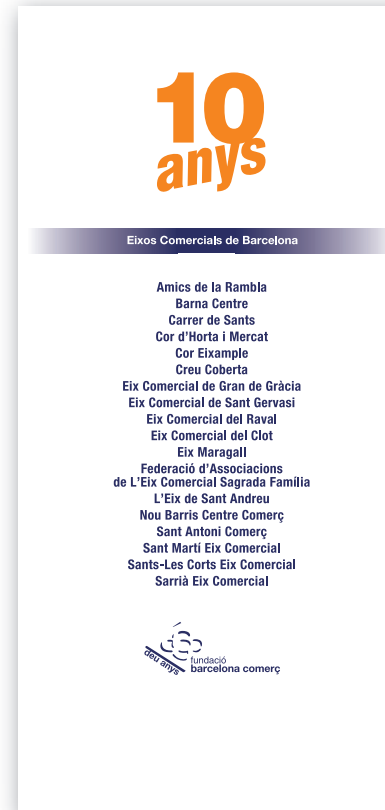 10
anys
Eixos Comercials de Barcelona
Amics de la Rambla
Barna Centre
Carrer de Sants
Cor d'Horta i Mercat
Cor Eixample
Creu Coberta
Eix Comercial de Gran de Gràcia
Eix Comercial de Sant Gervasi
Eix Comercial del Raval
Eix Comercial del Clot
Eix Maragall
Federació d'Associacions
de L'Eix Comercial Sagrada Família
L'Eix de Sant Andreu
Nou Barris Centre Comerç
Sant Antoni Comerç
Sant Martí Eix Comercial
Sants-Les Corts Eix Comercial
Sarrià Eix Comercial
deu anys
fundació
barcelona comerç